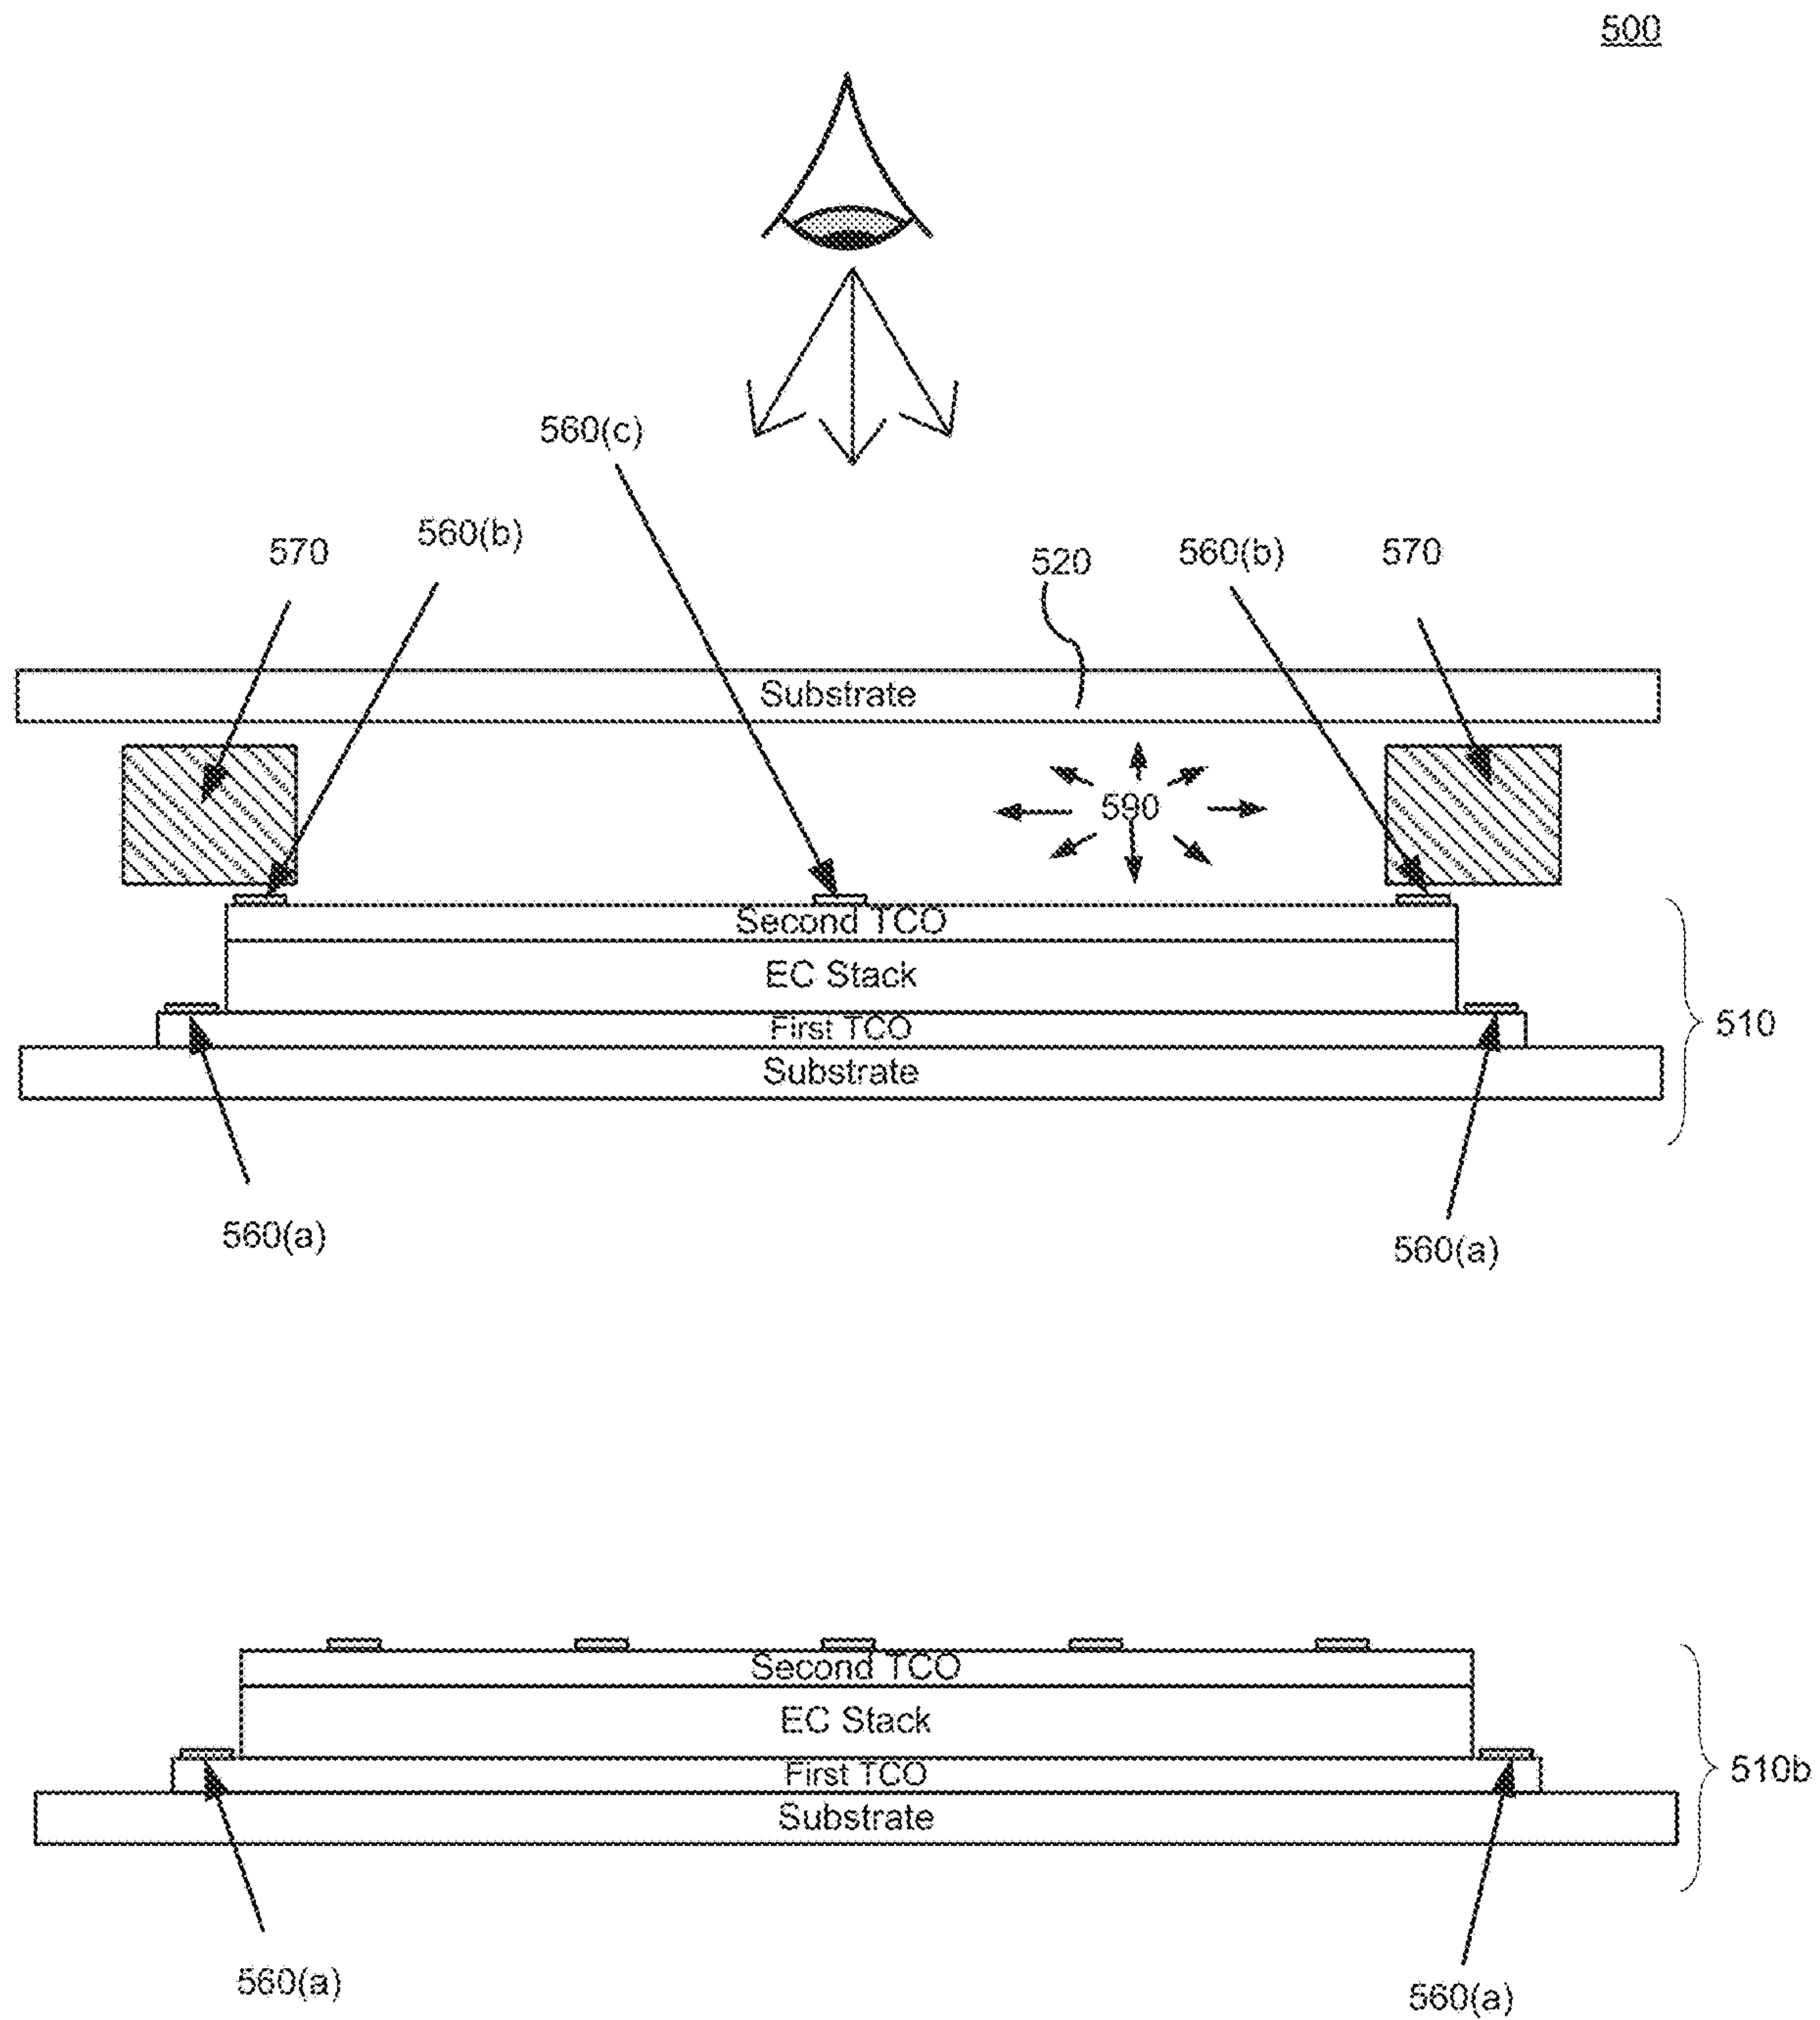 500
560(c)
570
560(b)
520
560(b)
570
Substrate
590
Second TCO
EC Stack
First TCO
510
Substrate
560(a)
560(a)
Second TCO
EC Stack
First TCO
510b
Substrate
560(a)
560(a)